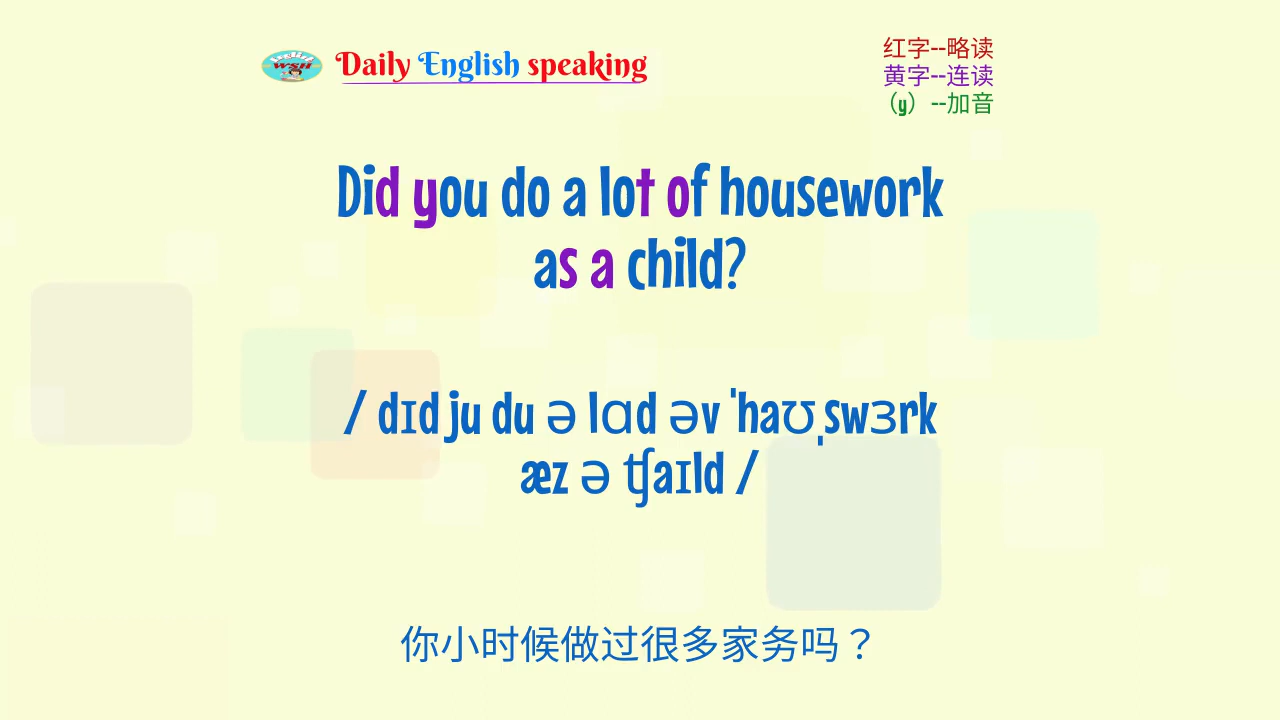 WSH
Daily English speaking
红字--略读
黄字--连读
（y）--加音
Did you do a lot of housework
as a child?
/ dɪd ju du ə lɑd əv ˈhaʊˌswɜrk
æz ə ʧaɪld /
你小时候做过很多家务吗？